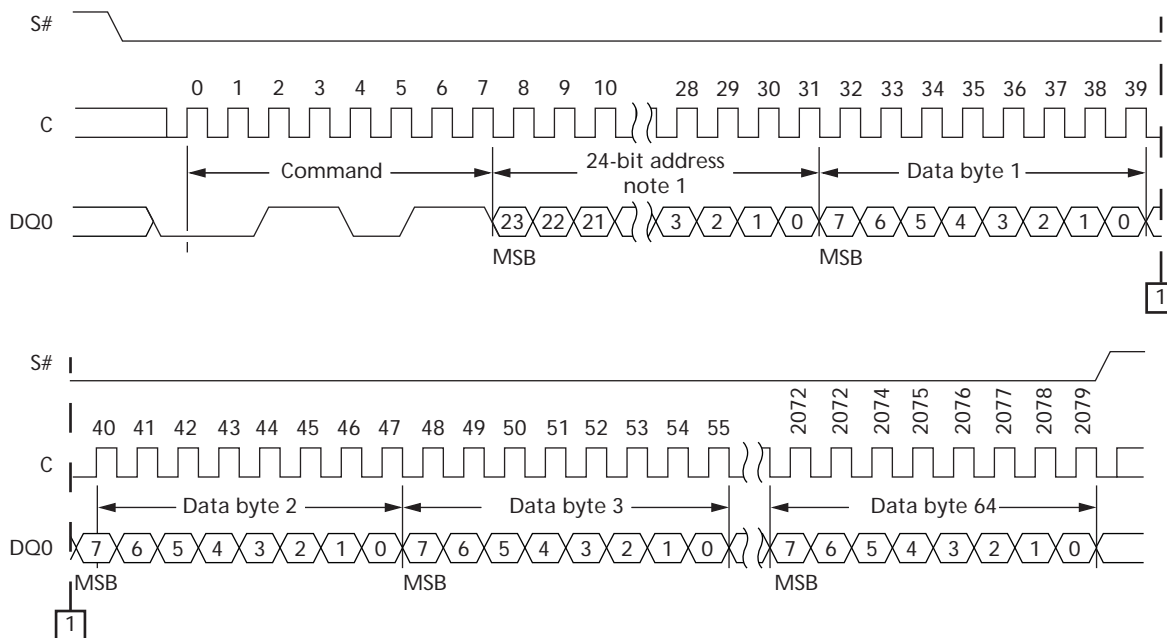 S#
0 1 2 3 4 5 6 7 8 9 10 28 29 30 31 32 33 34 35 36 37 38 39
C
Command 24-bit address Data byte 1
note 1
DQ0 23 22 21 3 2 1 0 7 6 5 4 3 2 1 0
MSB MSB
1
S#
40 41 42 43 44 45 46 47 48 49 50 51 52 53 54 55 2072 2072 2074 2075 2076 2077 2078 2079
C
Data byte 2 Data byte 3 Data byte 64
DQ0 7 6 5 4 3 2 1 0 7 6 5 4 3 2 1 0 7 6 5 4 3 2 1 0
MSB MSB MSB
1